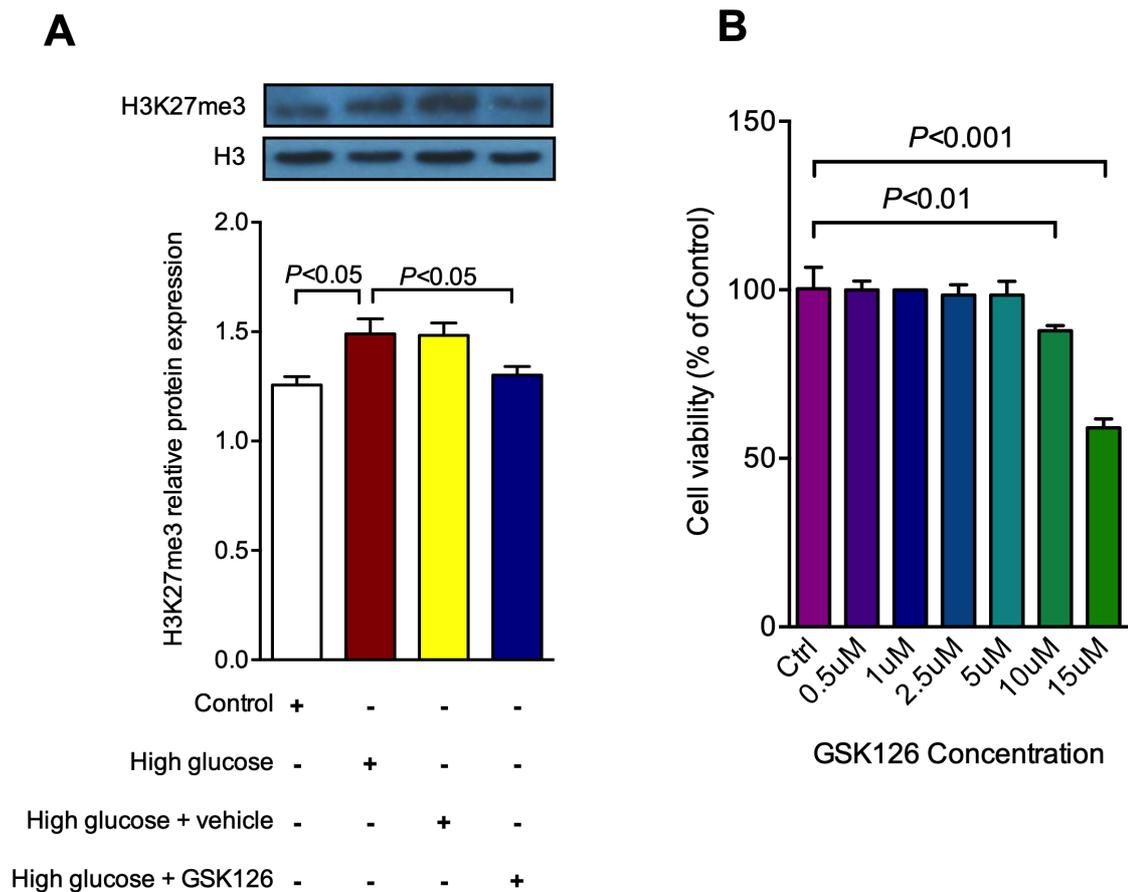 A
H3K27me3
H3
H3K27me3 relative protein expression
2.0
1.5
1.0
0.5
0.0
P<0.05
P<0.05
Control + - - -
High glucose - + - -
High glucose + vehicle - - + -
High glucose + GSK126 - - - +
B
Cell viability (% of Control)
150
100
50
0
P<0.001
P<0.01
Ctrl
0.5uM
1uM
2.5uM
5uM
10uM
15uM
GSK126 Concentration